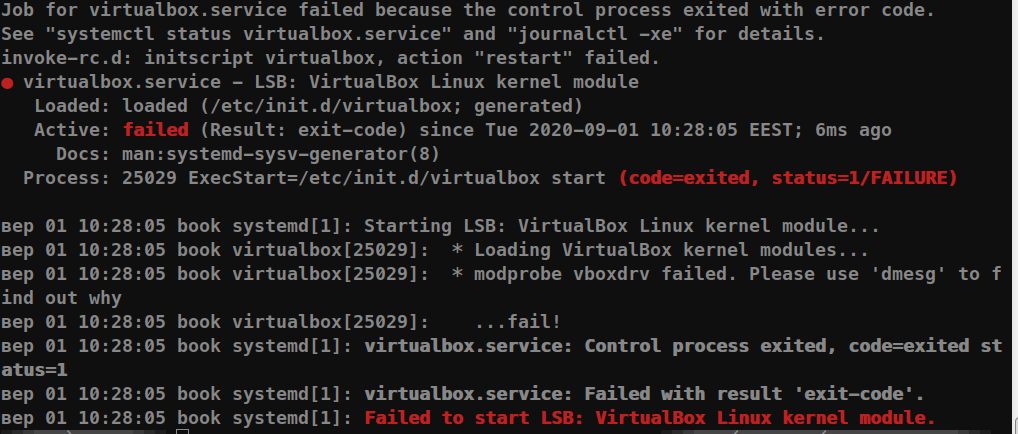 Job for virtualbox.service failed because the control process exited with error code.
See "systemctl status virtualbox.service" and "journalctl -xe" for details.
invoke-rc.d: initscript virtualbox, action "restart" failed.
● virtualbox.service - LSB: VirtualBox Linux kernel module
Loaded: loaded (/etc/init.d/virtualbox; generated)
Active: failed (Result: exit-code) since Tue 2020-09-01 10:28:05 EEST; 6ms ago
Docs: man:systemd-sysv-generator(8)
Process: 25029 ExecStart=/etc/init.d/virtualbox start (code=exited, status=1/FAILURE)
вер 01 10:28:05 book systemd[1]: Starting LSB: VirtualBox Linux kernel module...
вер 01 10:28:05 book virtualbox[25029]:  * Loading VirtualBox kernel modules...
вер 01 10:28:05 book virtualbox[25029]:  * modprobe vboxdrv failed. Please use 'dmesg' to f
ind out why
вер 01 10:28:05 book virtualbox[25029]:    ...fail!
вер 01 10:28:05 book systemd[1]: virtualbox.service: Control process exited, code=exited st
atus=1
вер 01 10:28:05 book systemd[1]: virtualbox.service: Failed with result 'exit-code'.
вер 01 10:28:05 book systemd[1]: Failed to start LSB: VirtualBox Linux kernel module.